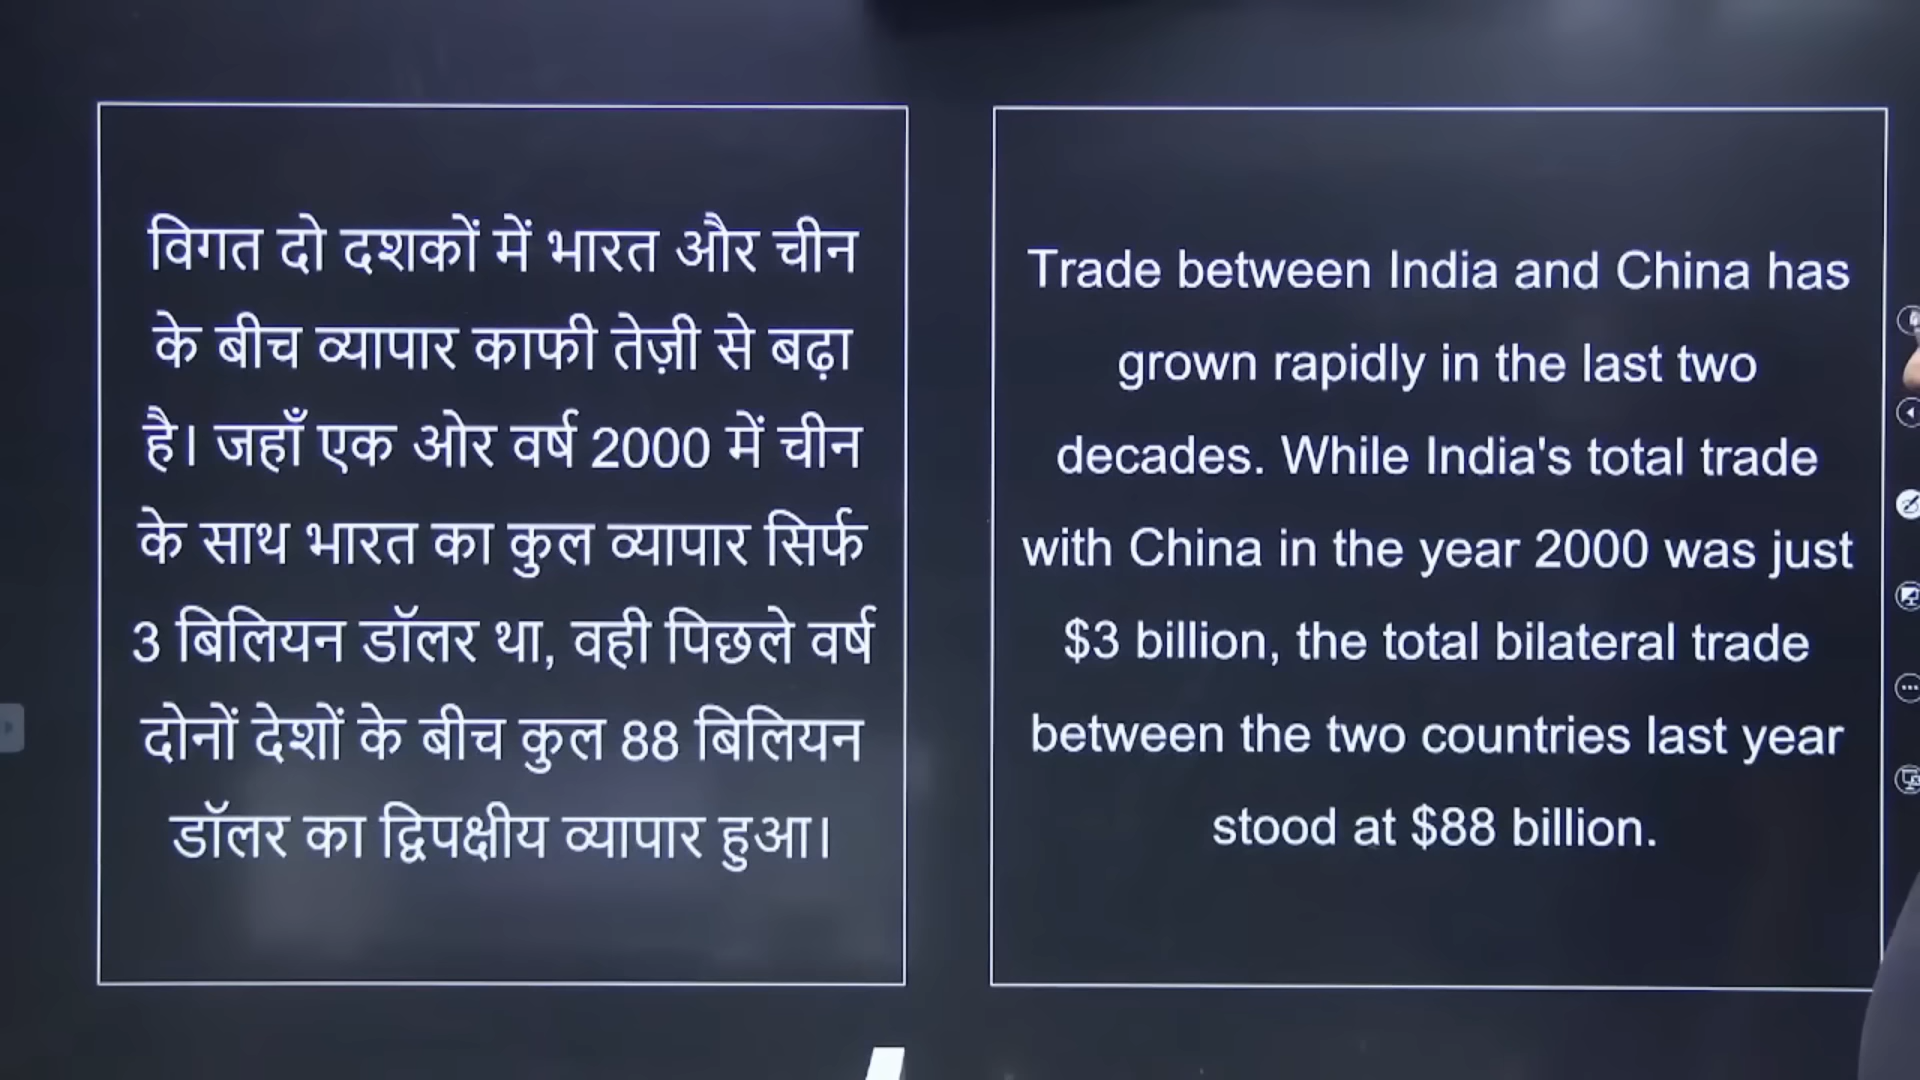 विगत दो दशकों में भारत और चीन
के बीच व्यापार काफी तेज़ी से बढ़ा
है। जहाँ एक ओर वर्ष 2000 में चीन
के साथ भारत का कुल व्यापार सिर्फ
3 बिलियन डॉलर था, वही पिछले वर्ष
दोनों देशों के बीच कुल 88 बिलियन
डॉलर का द्विपक्षीय व्यापार हुआ।
Trade between India and China has
grown rapidly in the last two
decades. While India's total trade
with China in the year 2000 was just
$3 billion, the total bilateral trade
between the two countries last year
stood at $88 billion.